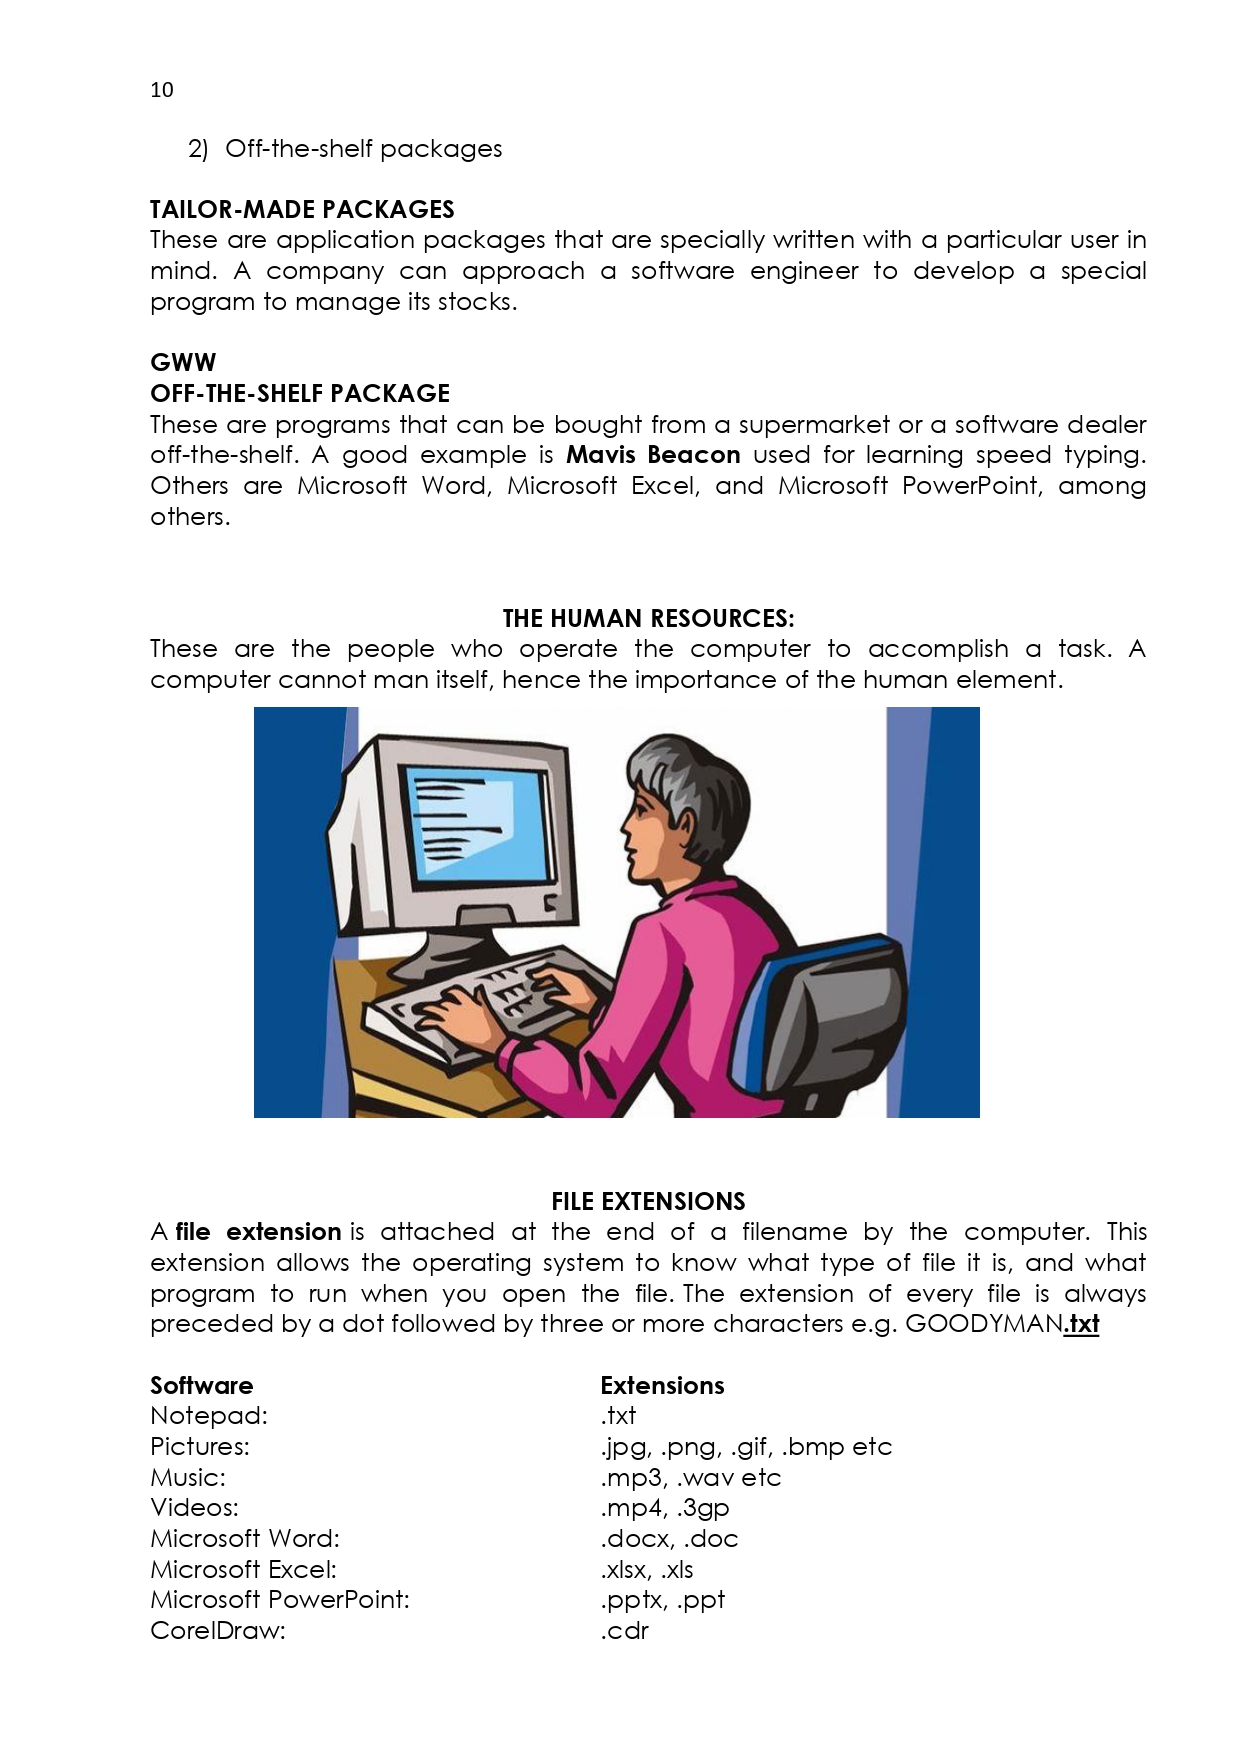 10
2) Off-the-shelf packages
TAILOR-MADE PACKAGES
These are application packages that are specially written with a particular user in
mind. A company can approach a software engineer to develop a special
program to manage its stocks.
GWW
OFF-THE-SHELF PACKAGE
These are programs that can be bought from a supermarket or a software dealer
off-the-shelf. A good example is Mavis Beacon used for learning speed typing.
Others are Microsoft Word, Microsoft Excel, and Microsoft PowerPoint, among
others.
THE HUMAN RESOURCES:
These are the people who operate the computer to accomplish a task. A
computer cannot man itself, hence the importance of the human element.
FILE EXTENSIONS
A file extension is attached at the end of a filename by the computer. This
extension allows the operating system to know what type of file it is, and what
program to run when you open the file. The extension of every file is always
preceded by a dot followed by three or more characters e.g. GOODYMAN.txt
Software Extensions
Notepad: .txt
Pictures: .jpg, .png, .gif, .bmp etc
Music: .mp3, .wav etc
Videos: .mp4, .3gp
Microsoft Word: .docx, .doc
Microsoft Excel: .xlsx, .xls
Microsoft PowerPoint: .pptx, .ppt
CorelDraw: .cdr